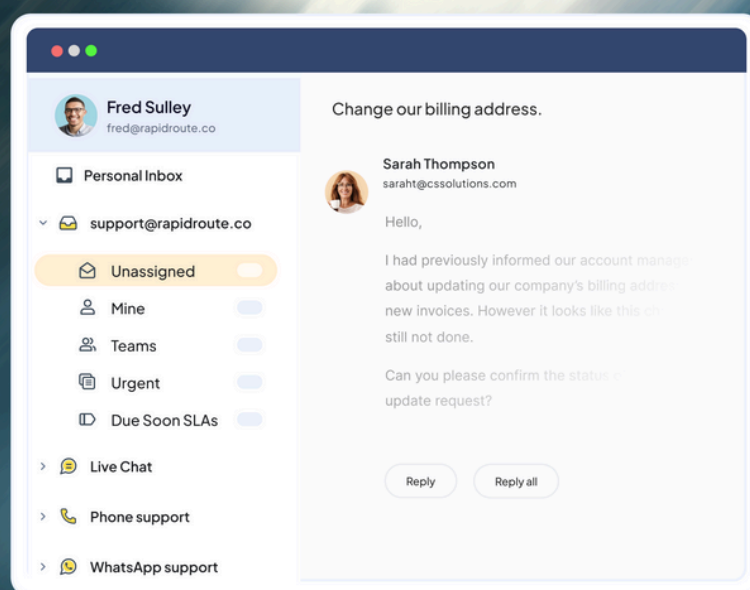 Fred Sulley
fred@rapidroute.co
Personal Inbox
support@rapidroute.co
Unassigned
Mine
Teams
Urgent
Due Soon SLAs
Live Chat
Phone support
WhatsApp support
Change our billing address.
Sarah Thompson
saraht@cssolutions.com
Hello,
I had previously informed our account manager
about updating our company's billing address
new invoices. However it looks like this
still not done.
Can you please confirm the status
update request?
Reply
Reply all